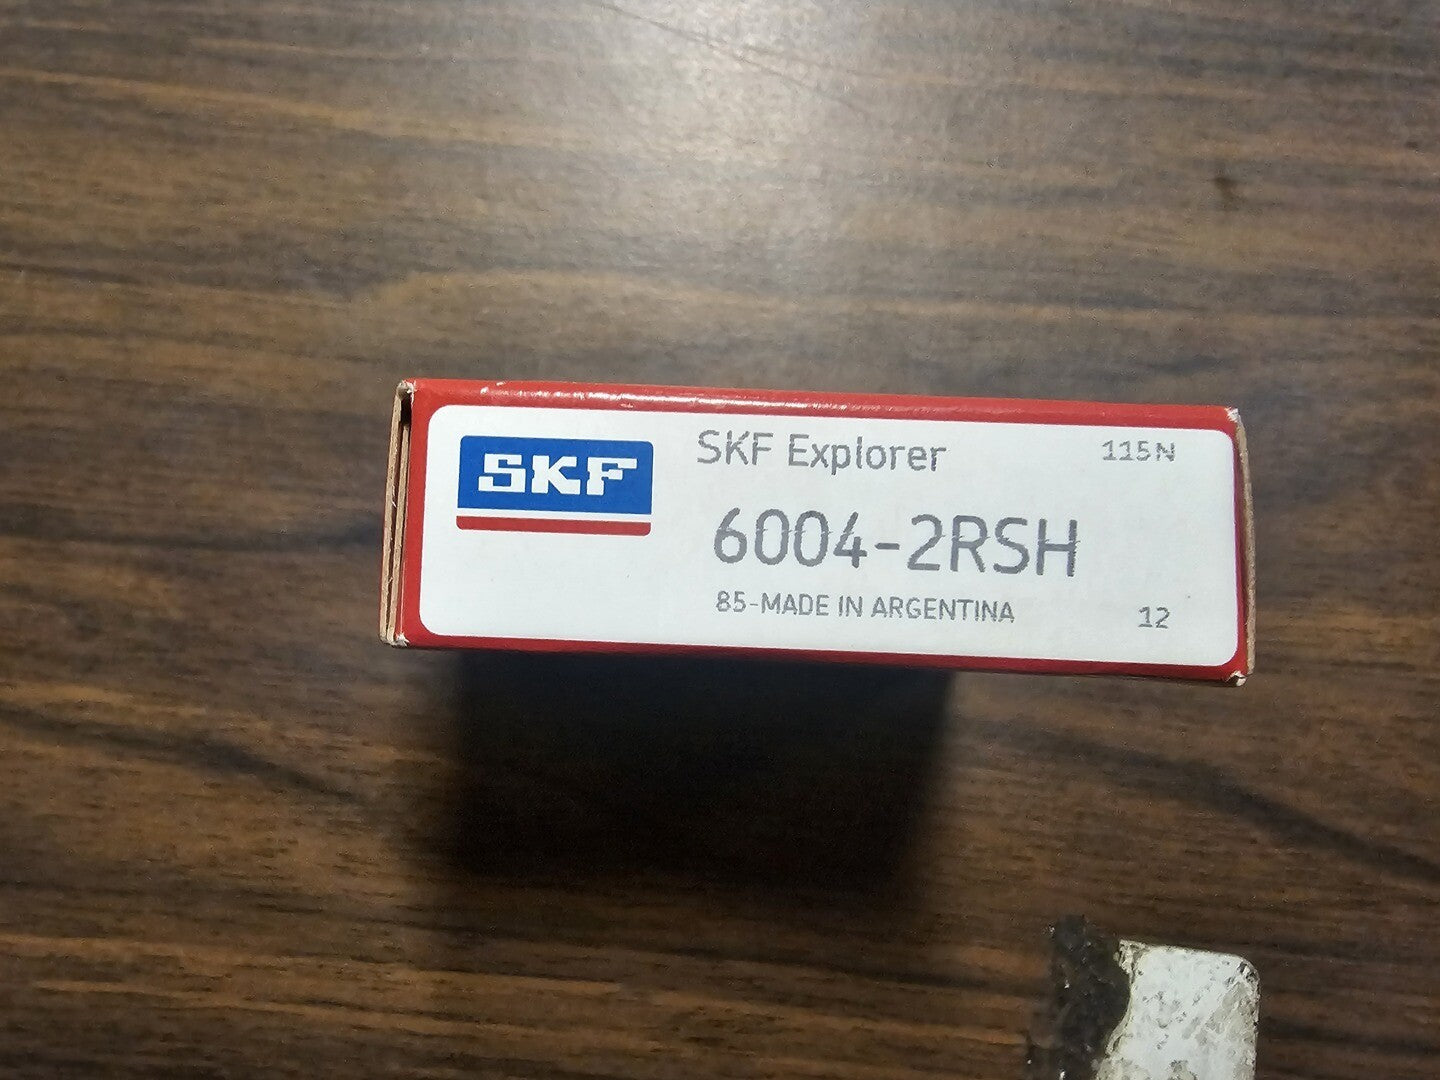 SKF
SKF Explorer
115N
6004-2RSH
85-MADE IN ARGENTINA
12